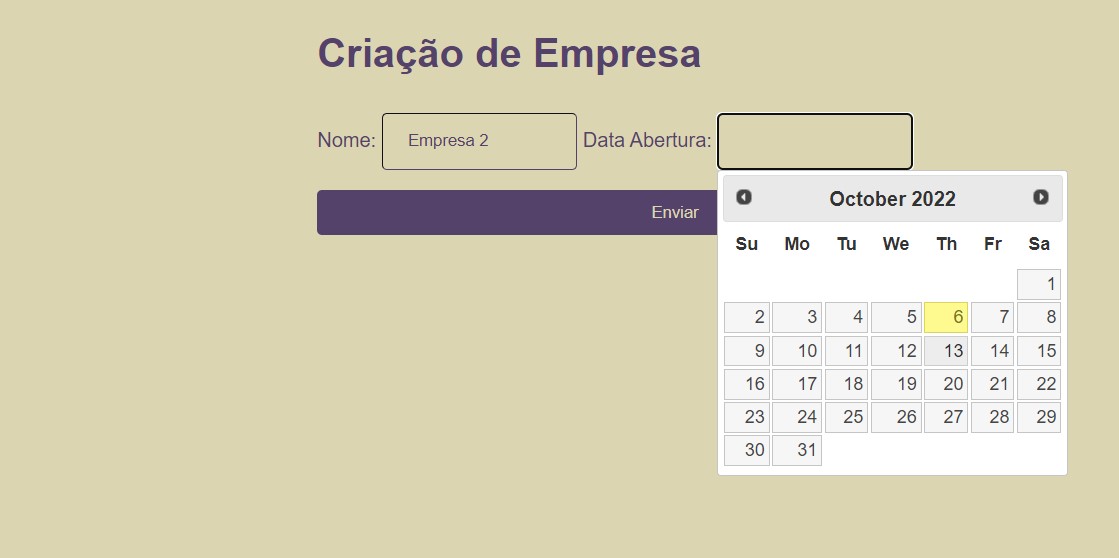 Criação de Empresa
Nome: Empresa 2 Data Abertura:
Enviar
October 2022
Su Mo Tu We Th Fr Sa
1
2 3 4 5 6 7 8
9 10 11 12 13 14 15
16 17 18 19 20 21 22
23 24 25 26 27 28 29
30 31